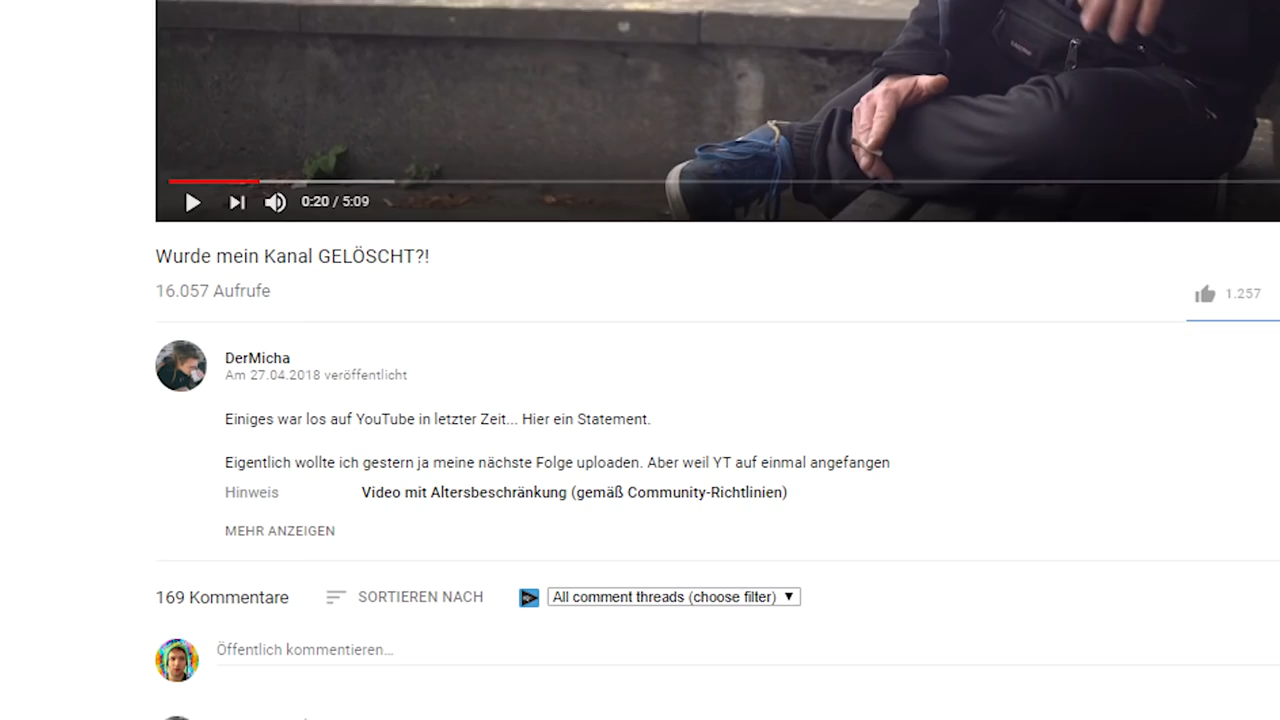 0:20 / 5:09
Wurde mein Kanal GELÖSCHT?!
16.057 Aufrufe
1.257
DerMicha
Am 27.04.2018 veröffentlicht
Einiges war los auf YouTube in letzter Zeit... Hier ein Statement.
Eigentlich wollte ich gestern ja meine nächste Folge uploaden. Aber weil YT auf einmal angefangen
Hinweis Video mit Altersbeschränkung (gemäß Community-Richtlinien)
MEHR ANZEIGEN
169 Kommentare SORTIEREN NACH All comment threads (choose filter)
Öffentlich kommentieren...